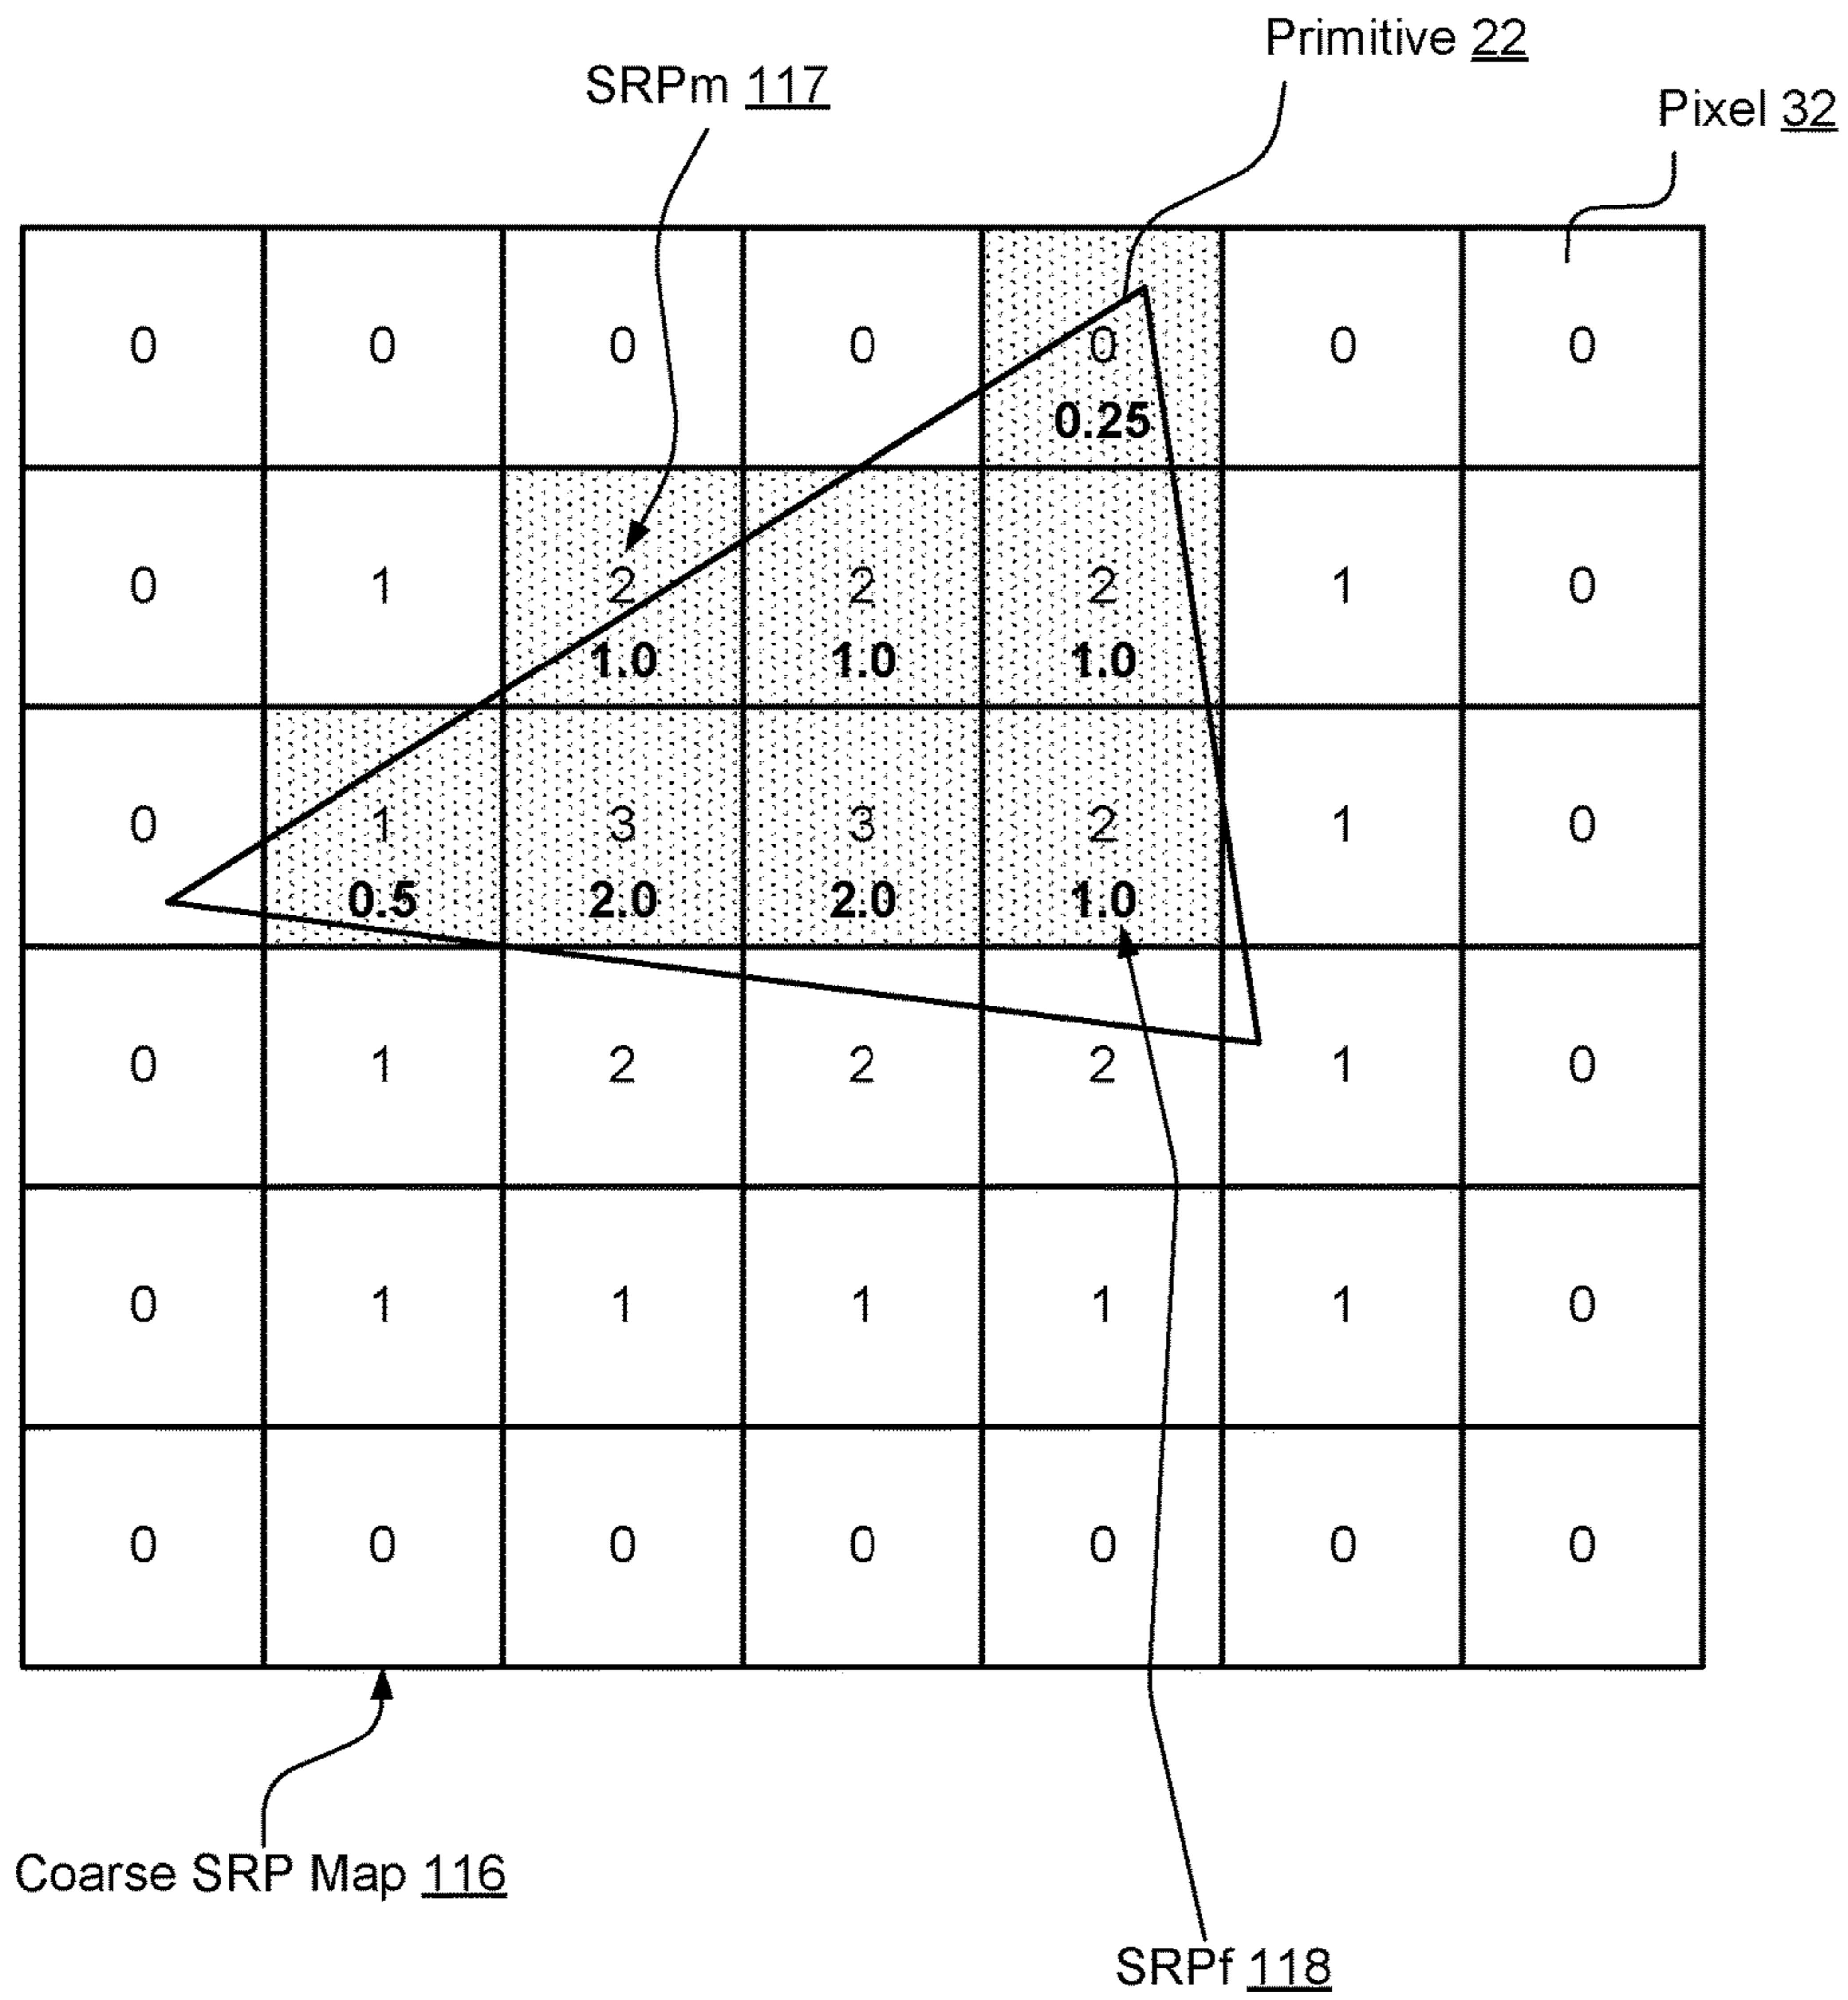 Primitive 22
SRPm 117
Pixel 32
0 0 0 0 0 0 0
0.25
0 1 2 2 2 1 0
1.0 1.0 1.0
0 1 3 3 2 1 0
0.5 2.0 2.0 1.0
0 1 2 2 2 1 0
0 1 1 1 1 1 0
0 0 0 0 0 0 0
Coarse SRP Map 116
SRPf 118